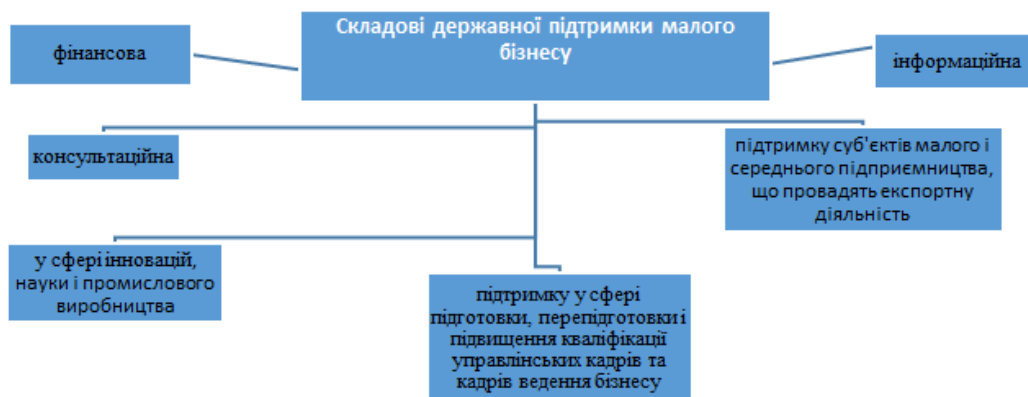 Складові державної підтримки малого
бізнесу
фінансова
інформаційна
консультаційна
підтримку суб'єктів малого і
середнього підприємництва,
що провадять експортну
діяльність
у сфері інновацій,
науки і промислового
виробництва
підтримку у сфері
підготовки, перепідготовки і
підвищення кваліфікації
управлінських кадрів та
кадрів ведення бізнесу